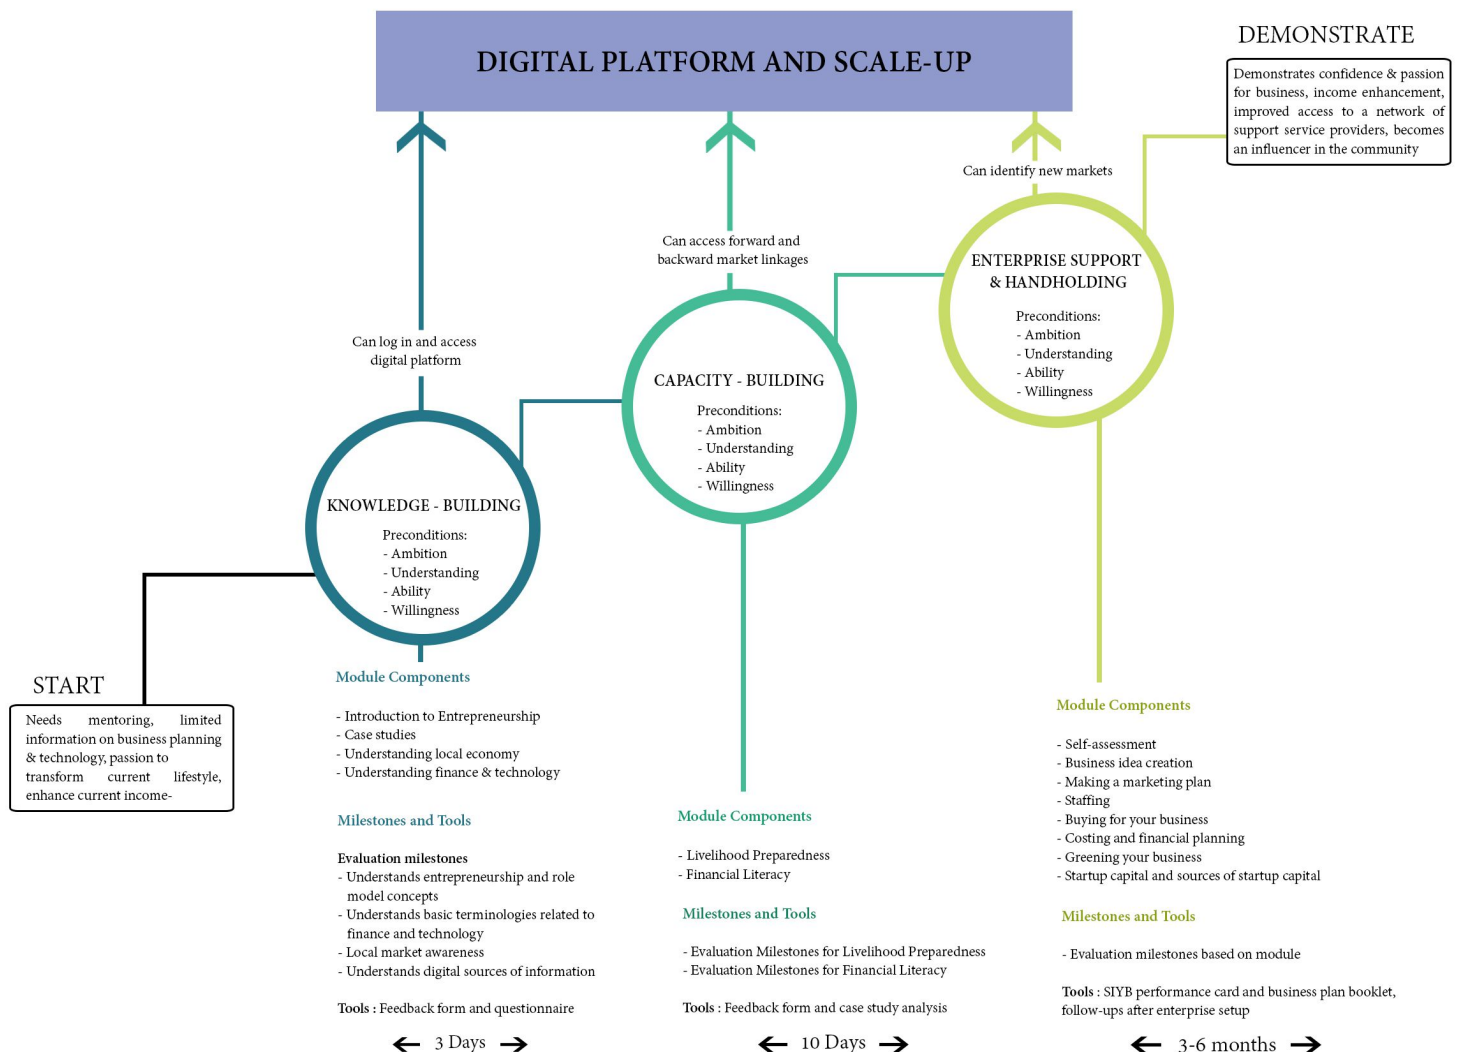 DIGITAL PLATFORM AND SCALE-UP
DEMONSTRATE
Demonstrates confidence & passion
for business, income enhancement,
improved access to a network of
support service providers, becomes
an influencer in the community
Can identify new markets
Can access forward and
backward market linkages
Can log in and access
digital platform
ENTERPRISE SUPPORT
& HANDHOLDING
Preconditions:
- Ambition
- Understanding
- Ability
- Willingness
CAPACITY - BUILDING
Preconditions:
- Ambition
- Understanding
- Ability
- Willingness
KNOWLEDGE - BUILDING
Preconditions:
- Ambition
- Understanding
- Ability
- Willingness
START
Needs mentoring, limited
information on business planning
& technology, passion to
transform current lifestyle,
enhance current income-
Module Components
- Introduction to Entrepreneurship
- Case studies
- Understanding local economy
- Understanding finance & technology
Milestones and Tools
Evaluation milestones
- Understands entrepreneurship and role
model concepts
- Understands basic terminologies related to
finance and technology
- Local market awareness
- Understands digital sources of information
Tools : Feedback form and questionnaire
3 Days
Module Components
- Livelihood Preparedness
- Financial Literacy
Milestones and Tools
- Evaluation Milestones for Livelihood Preparedness
- Evaluation Milestones for Financial Literacy
Tools : Feedback form and case study analysis
10 Days
Module Components
- Self-assessment
- Business idea creation
- Making a marketing plan
- Staffing
- Buying for your business
- Costing and financial planning
- Greening your business
- Startup capital and sources of startup capital
Milestones and Tools
- Evaluation milestones based on module
Tools : SIYB performance card and business plan booklet,
follow-ups after enterprise setup
3-6 months